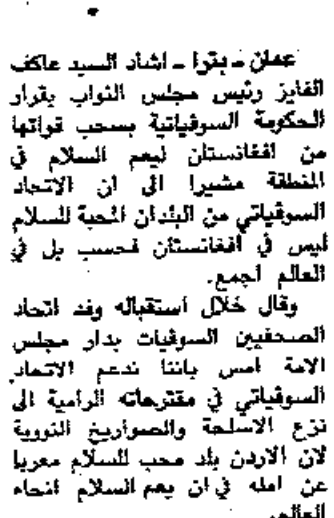 عمان - بترا - اشاد السيد عاكف
الفايز رئيس مجلس النواب بقرار
الحكومة السوفياتية بسحب قواتها
من افغانستان ليعم السلام في
المنطقة مشيرا الى ان الاتحاد
السوفياتي من البلدان المحبة للسلام
ليس في افغانستان فحسب بل في
العالم اجمع.
وقال خلال استقباله وفد اتحاد
الصحفيين السوفيات بدار مجلس
الامة امس باننا ندعم الاتحاد
السوفياتي في مقترحاته الرامية الى
نزع الاسلحة والصواريخ النووية
لان الاردن بلد محب للسلام معربا
عن امله في ان يعم السلام انحاء
العالم.